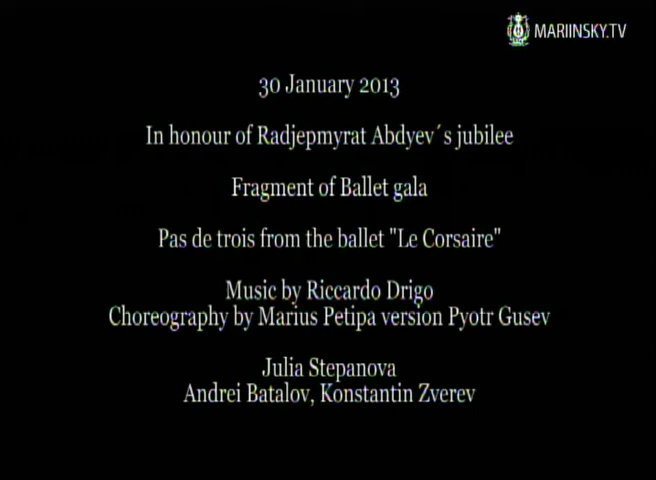 MARIINSKY.TV
30 January 2013
In honour of Radjepmyrat Abdyev´s jubilee
Fragment of Ballet gala
Pas de trois from the ballet "Le Corsaire"
Music by Riccardo Drigo
Choreography by Marius Petipa version Pyotr Gusev
Julia Stepanova
Andrei Batalov, Konstantin Zverev